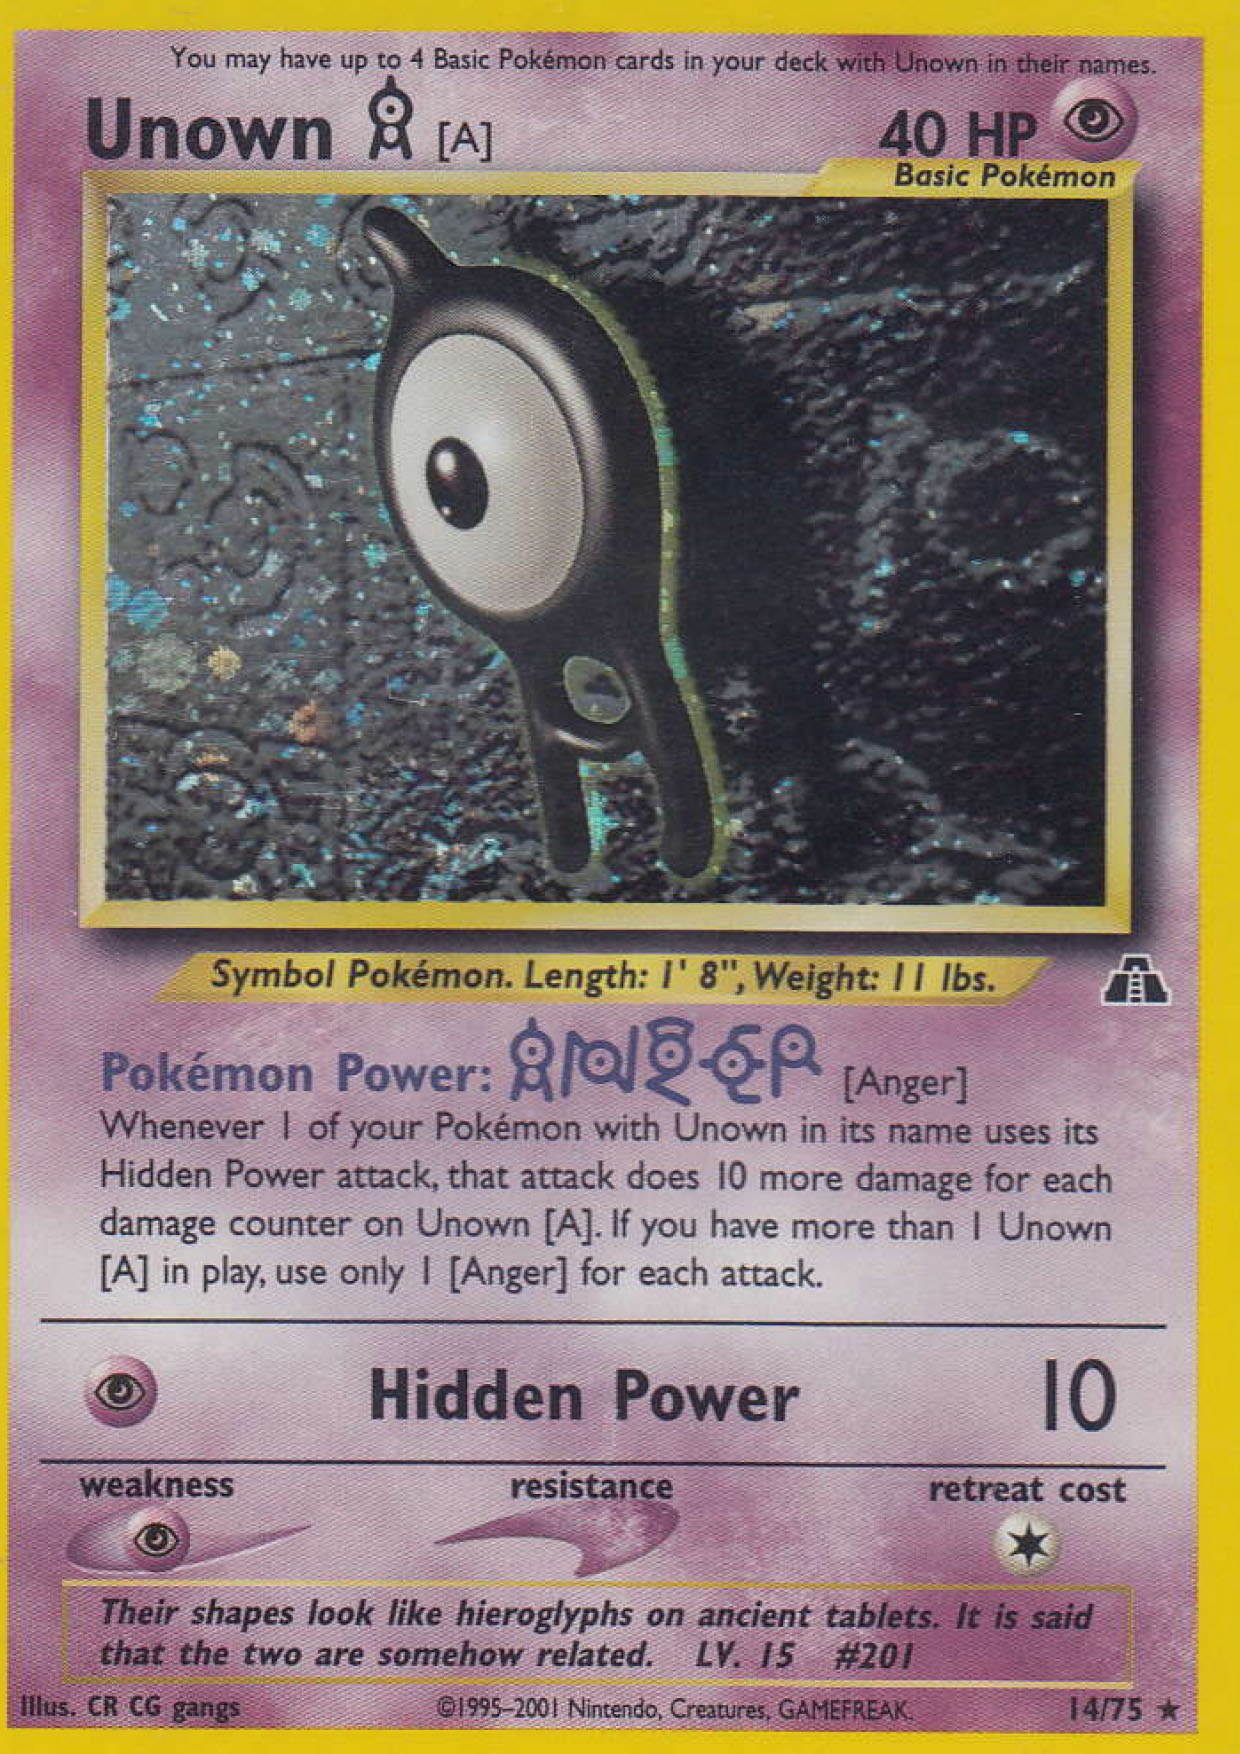 You may have up to 4 Basic Pokémon cards in your deck with Unown in their names.
Unown A [A] 40 HP
Basic Pokémon
Symbol Pokémon. Length: 1' 8", Weight: 11 lbs.
Pokémon Power: ANGER [Anger]
Whenever 1 of your Pokémon with Unown in its name uses its
Hidden Power attack, that attack does 10 more damage for each
damage counter on Unown [A]. If you have more than 1 Unown
[A] in play, use only 1 [Anger] for each attack.
Hidden Power 10
weakness resistance retreat cost
Their shapes look like hieroglyphs on ancient tablets. It is said
that the two are somehow related. LV. 15 #201
Illus. CR CG gangs ©1995–2001 Nintendo, Creatures, GAMEFREAK. 14/75 ★